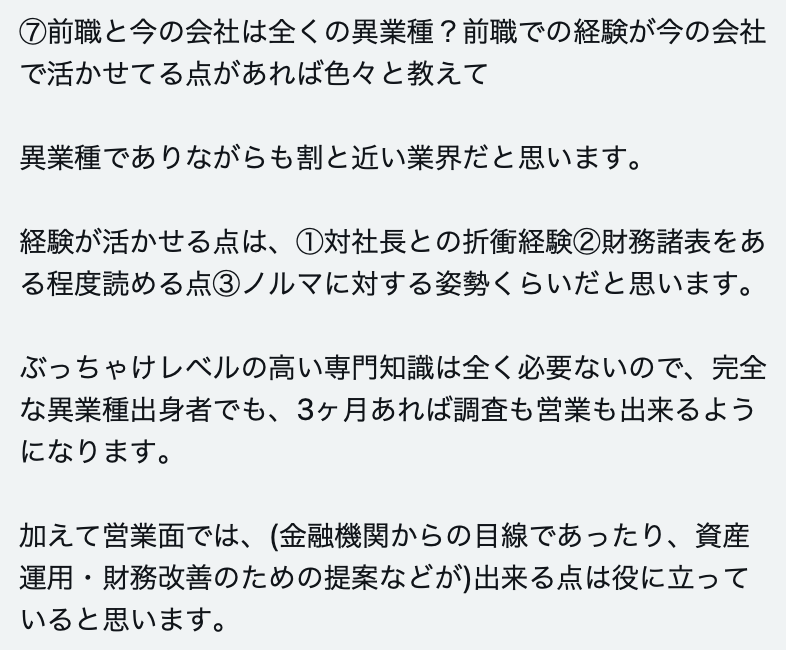 ⑦前職と今の会社は全くの異業種？前職での経験が今の会社
で活かせてる点があれば色々と教えて
異業種でありながらも割と近い業界だと思います。
経験が活かせる点は、①対社長との折衝経験②財務諸表をあ
る程度読める点③ノルマに対する姿勢くらいだと思います。
ぶっちゃけレベルの高い専門知識は全く必要ないので、完全
な異業種出身者でも、3ヶ月あれば調査も営業も出来るよう
になります。
加えて営業面では、(金融機関からの目線であったり、資産
運用・財務改善のための提案などが)出来る点は役に立って
いると思います。